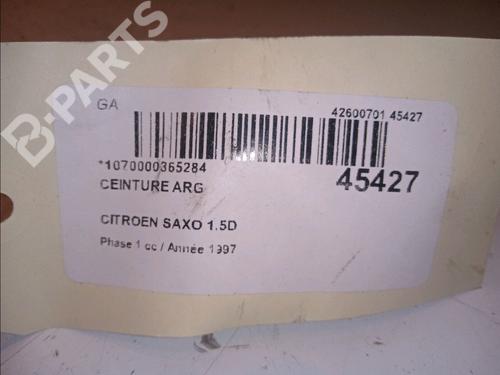 GA
42600701 45427
*1070000365284
45427
CEINTURE ARG
CITROEN SAXO 1.5D
Phase 1 cc / Année 1997
B-PARTS